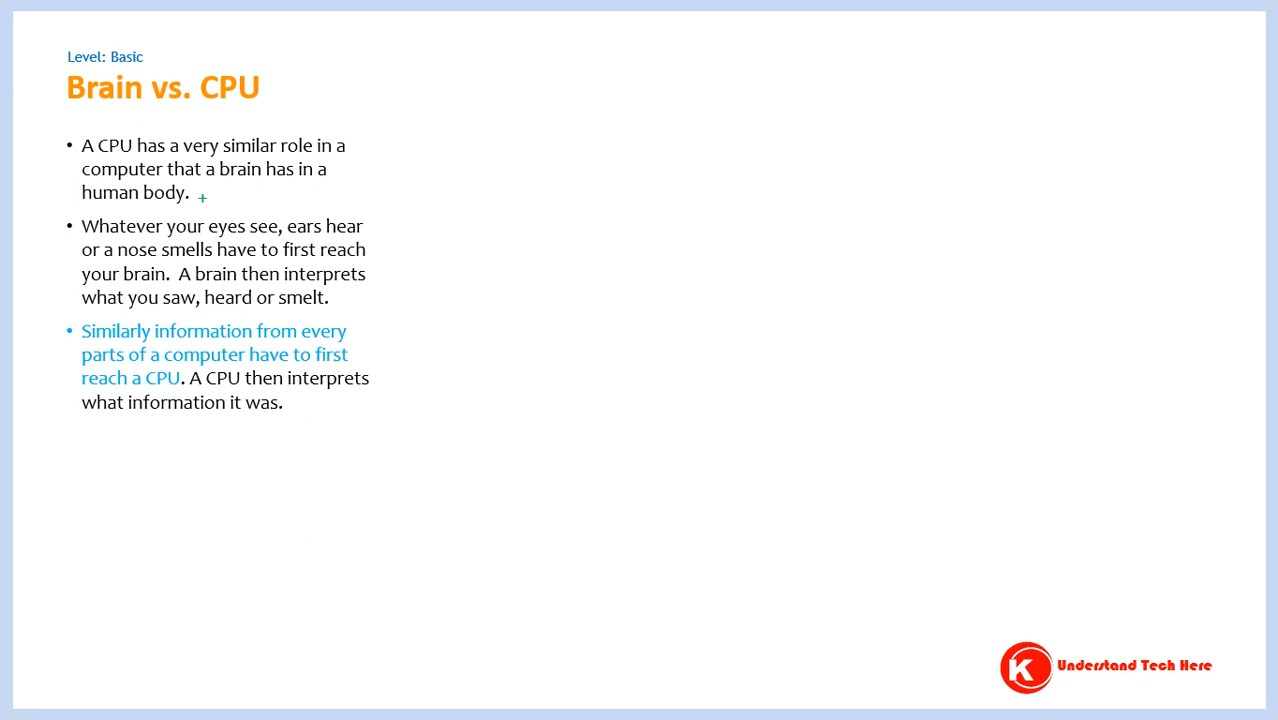 Level: Basic
Brain vs. CPU
• A CPU has a very similar role in a
computer that a brain has in a
human body.
• Whatever your eyes see, ears hear
or a nose smells have to first reach
your brain.  A brain then interprets
what you saw, heard or smelt.
• Similarly information from every
parts of a computer have to first
reach a CPU. A CPU then interprets
what information it was.
K Understand Tech Here